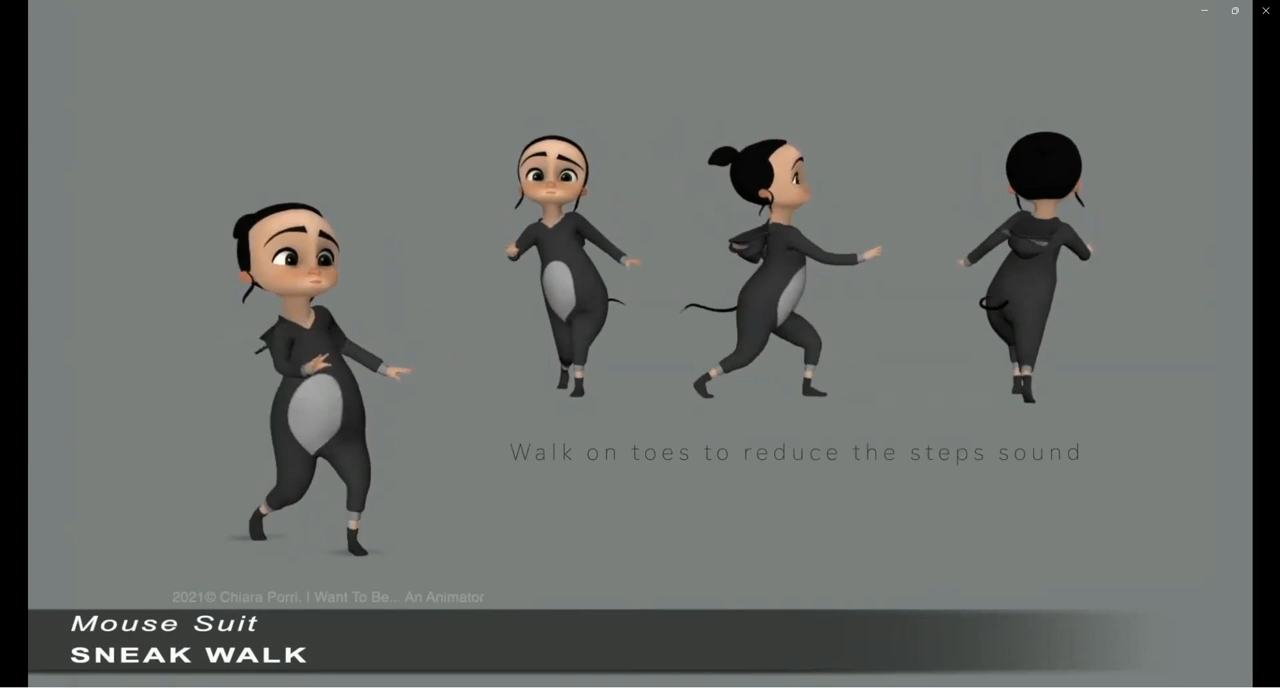 Walk on toes to reduce the steps sound
2021© Chiara Porri. I Want To Be... An Animator
Mouse Suit
SNEAK WALK